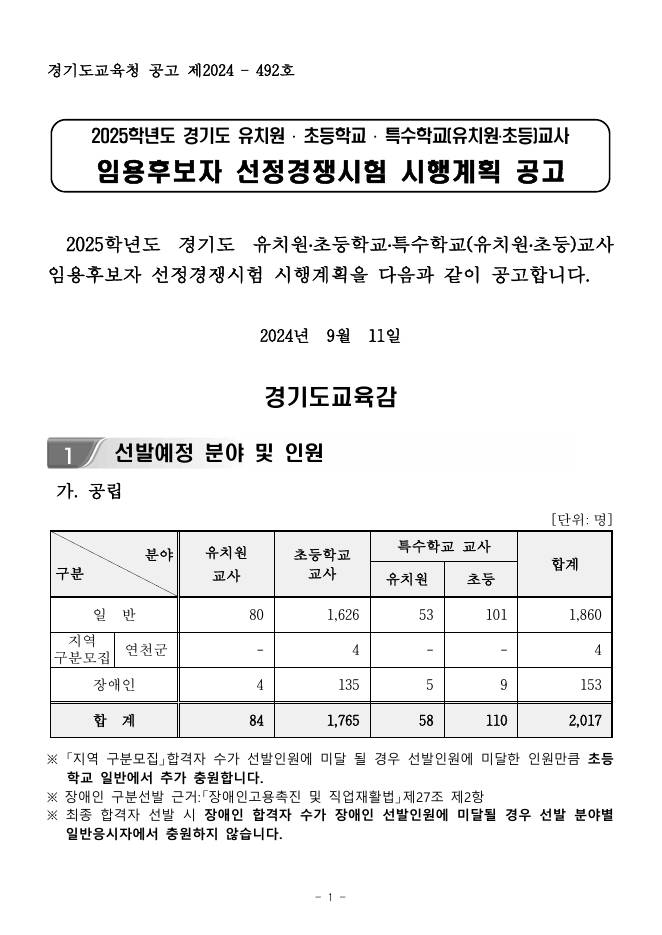 경기도교육청 공고 제2024 - 492호
2025학년도 경기도 유치원 · 초등학교 · 특수학교(유치원·초등)교사
임용후보자 선정경쟁시험 시행계획 공고
2025학년도 경기도 유치원·초등학교·특수학교(유치원·초등)교사
임용후보자 선정경쟁시험 시행계획을 다음과 같이 공고합니다.
2024년 9월 11일
경기도교육감
1 선발예정 분야 및 인원
가. 공립
[단위: 명]
분야 구분 유치원 교사 초등학교 교사 특수학교 교사 합계
유치원 초등
일 반 80 1,626 53 101 1,860
지역 구분모집 연천군 - 4 - - 4
장애인 4 135 5 9 153
합 계 84 1,765 58 110 2,017
※ 「지역 구분모집」합격자 수가 선발인원에 미달 될 경우 선발인원에 미달한 인원만큼 초등
학교 일반에서 추가 충원합니다.
※ 장애인 구분선발 근거:「장애인고용촉진 및 직업재활법」제27조 제2항
※ 최종 합격자 선발 시 장애인 합격자 수가 장애인 선발인원에 미달될 경우 선발 분야별
일반응시자에서 충원하지 않습니다.
- 1 -